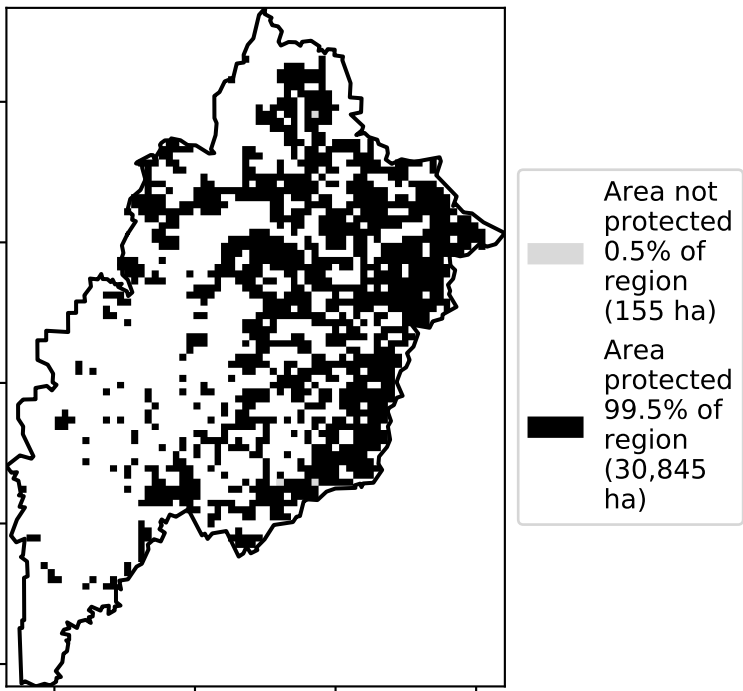 Area not
protected
0.5% of
region
(155 ha)
Area
protected
99.5% of
region
(30,845
ha)